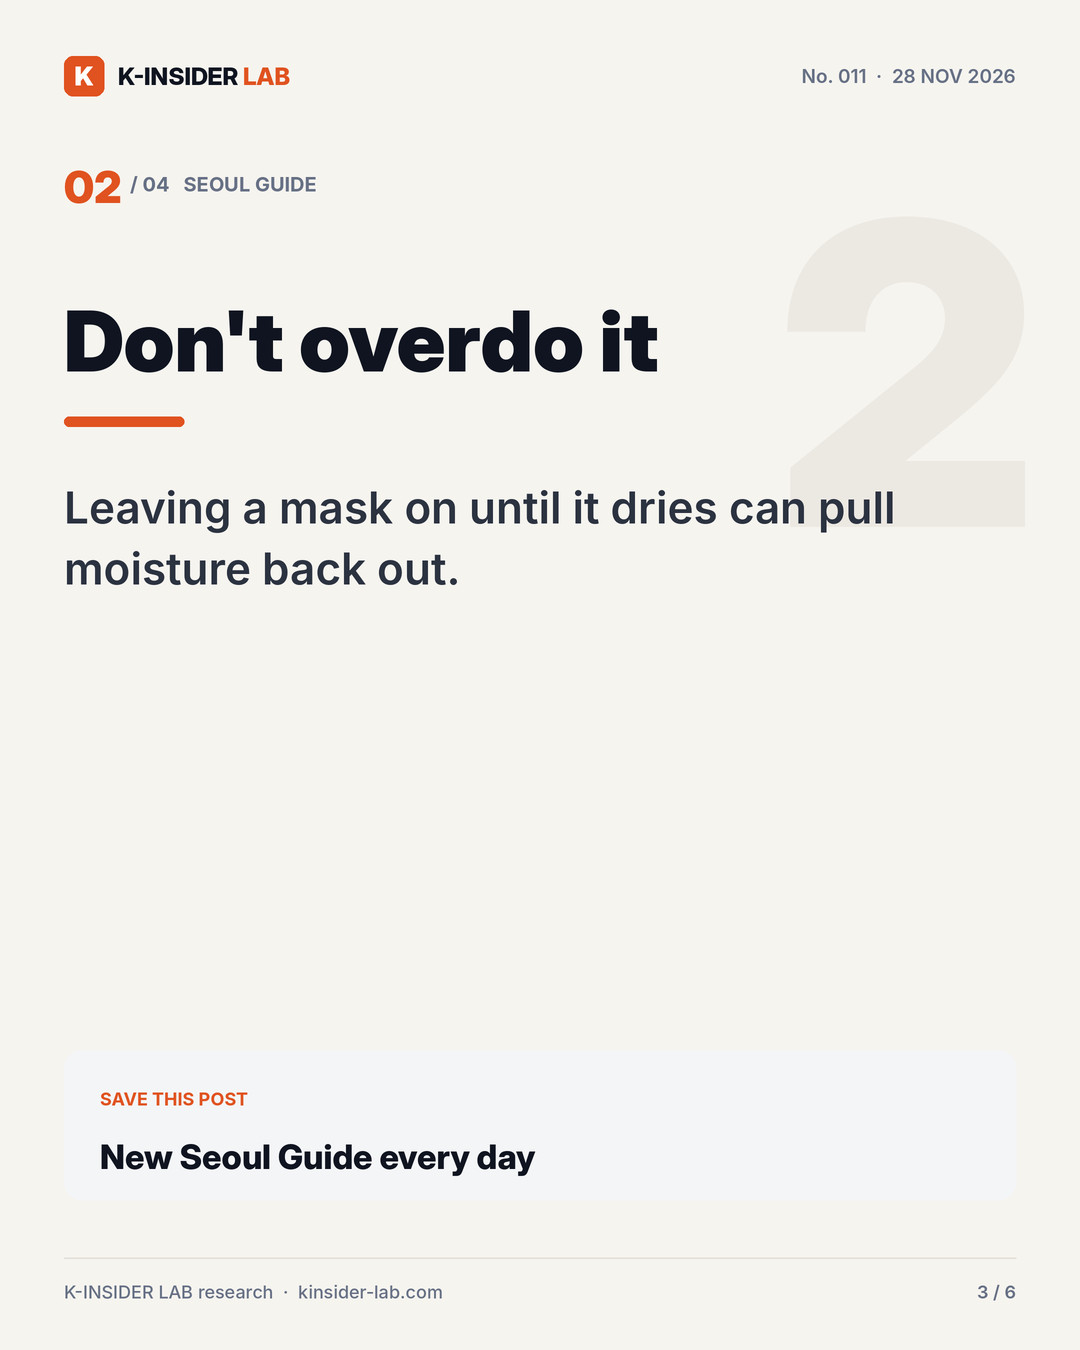 K K-INSIDER LAB
No. 011 · 28 NOV 2026
02 / 04 SEOUL GUIDE
2
Don't overdo it
Leaving a mask on until it dries can pull
moisture back out.
SAVE THIS POST
New Seoul Guide every day
K-INSIDER LAB research · kinsider-lab.com
3 / 6